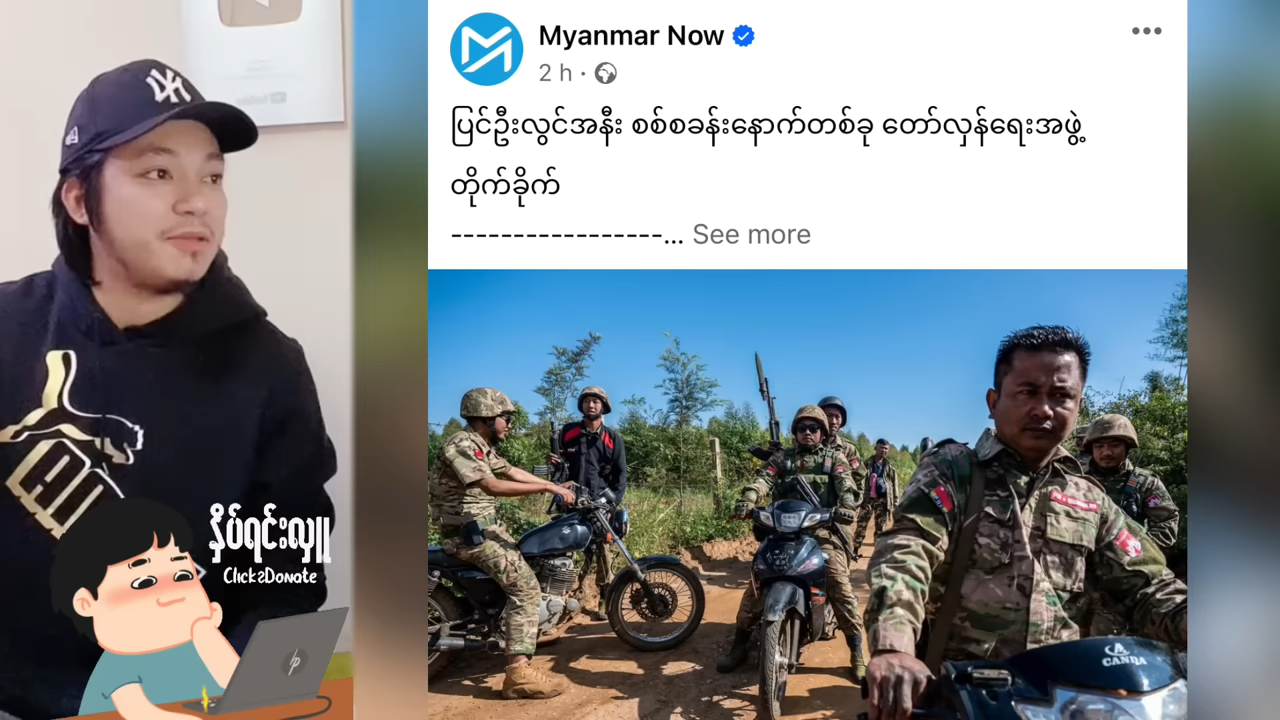 Myanmar Now
2 h ·
ပြင်ဦးလွင်အနီး စစ်စခန်းနောက်တစ်ခု တော်လှန်ရေးအဖွဲ့
တိုက်ခိုက်
-----------------... See more
နှိပ်ရင်းလှူ
Click2Donate
hp
CANDA